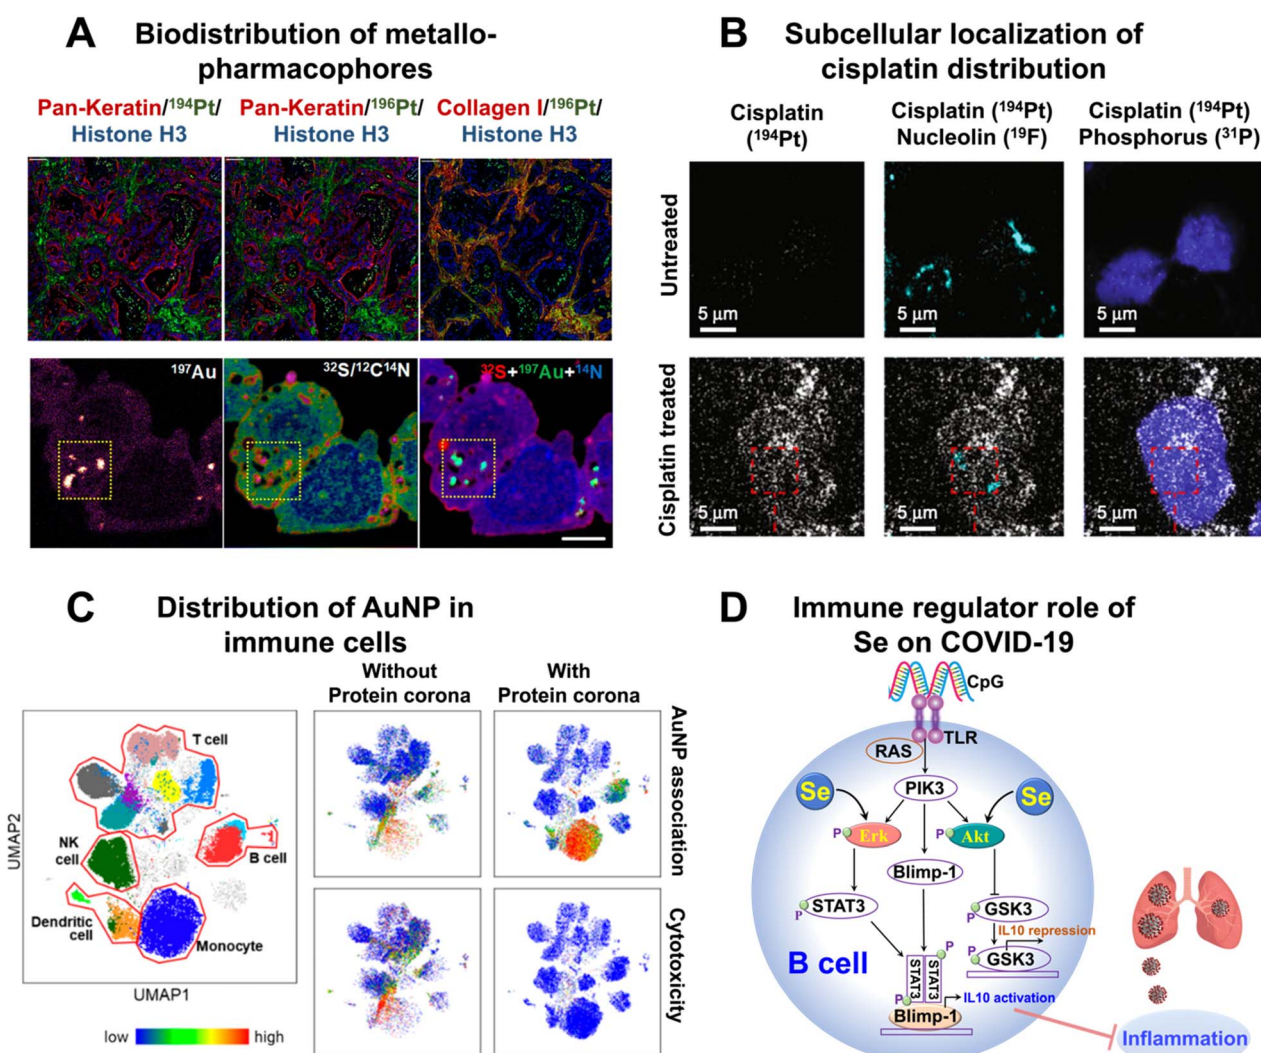 A
Biodistribution of metallo-
pharmacophores
Pan-Keratin/¹⁹⁴Pt/
Histone H3
Pan-Keratin/¹⁹⁶Pt/
Histone H3
Collagen I/¹⁹⁶Pt/
Histone H3
¹⁹⁷Au
³²S/¹²C¹⁴N
³²S+¹⁹⁷Au+¹⁴N
B
Subcellular localization of
cisplatin distribution
Cisplatin
(¹⁹⁴Pt)
Cisplatin (¹⁹⁴Pt)
Nucleolin (¹⁹F)
Cisplatin (¹⁹⁴Pt)
Phosphorus (³¹P)
Untreated
5 µm
5 µm
5 µm
Cisplatin treated
5 µm
5 µm
5 µm
C
Distribution of AuNP in
immune cells
Without
Protein corona
With
Protein corona
T cell
NK
cell
B cell
Dendritic
cell
Monocyte
UMAP2
UMAP1
low
high
AuNP association
Cytotoxicity
D
Immune regulator role of
Se on COVID-19
CpG
TLR
RAS
PIK3
Se
Se
P
Erk
P
Akt
Blimp-1
P
STAT3
P
GSK3
IL10 repression
P
GSK3
B cell
P
STAT3
STAT3
P
IL10 activation
Blimp-1
Inflammation